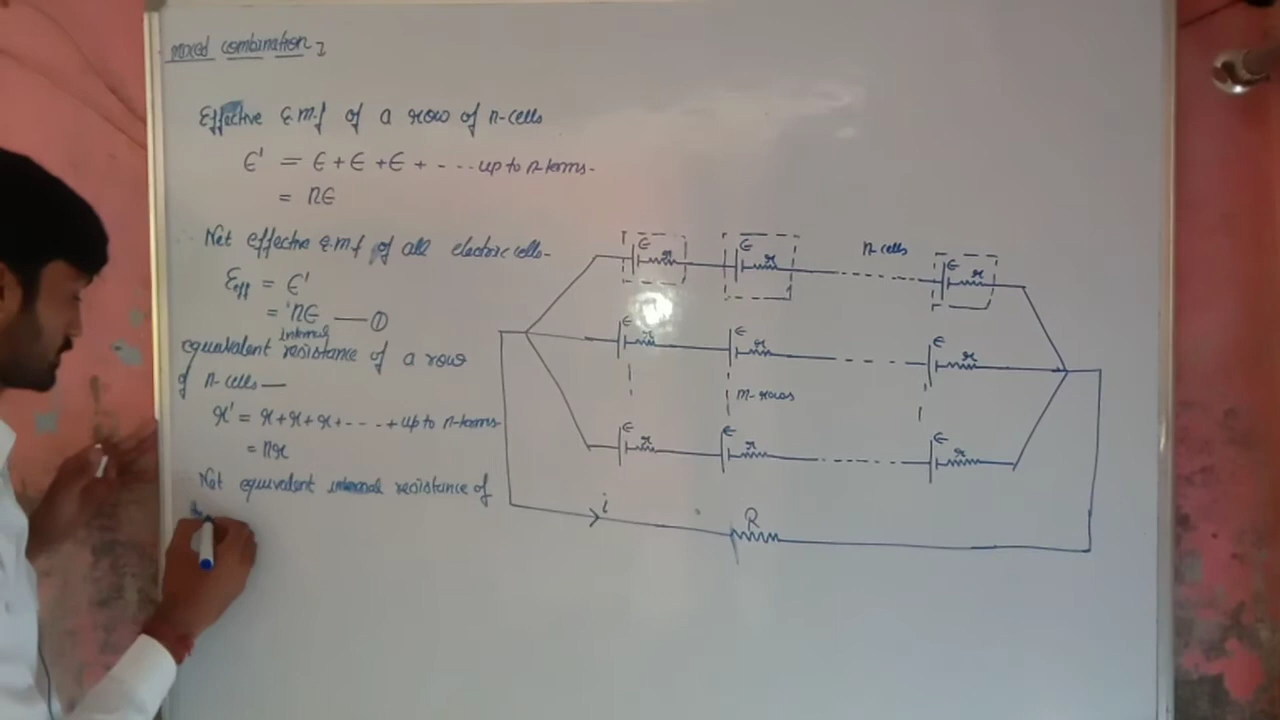 mixed combination
Effective E.m.f of a row of n-cells
ϵ' = ϵ + ϵ + ϵ + - - - up to n-terms-
= nϵ
Net effective E.m.f of all electric cells-
Ɛeff = ϵ'
= nϵ — ①
internal
equivalent resistance of a row
of n-cells —
r' = r + r + r + - - - + up to n-terms
= nr
Net equivalent internal resistance of
ϵ r ϵ r n-cells ϵ r
ϵ r ϵ r ϵ r
m-rows
ϵ r ϵ r ϵ r
i R